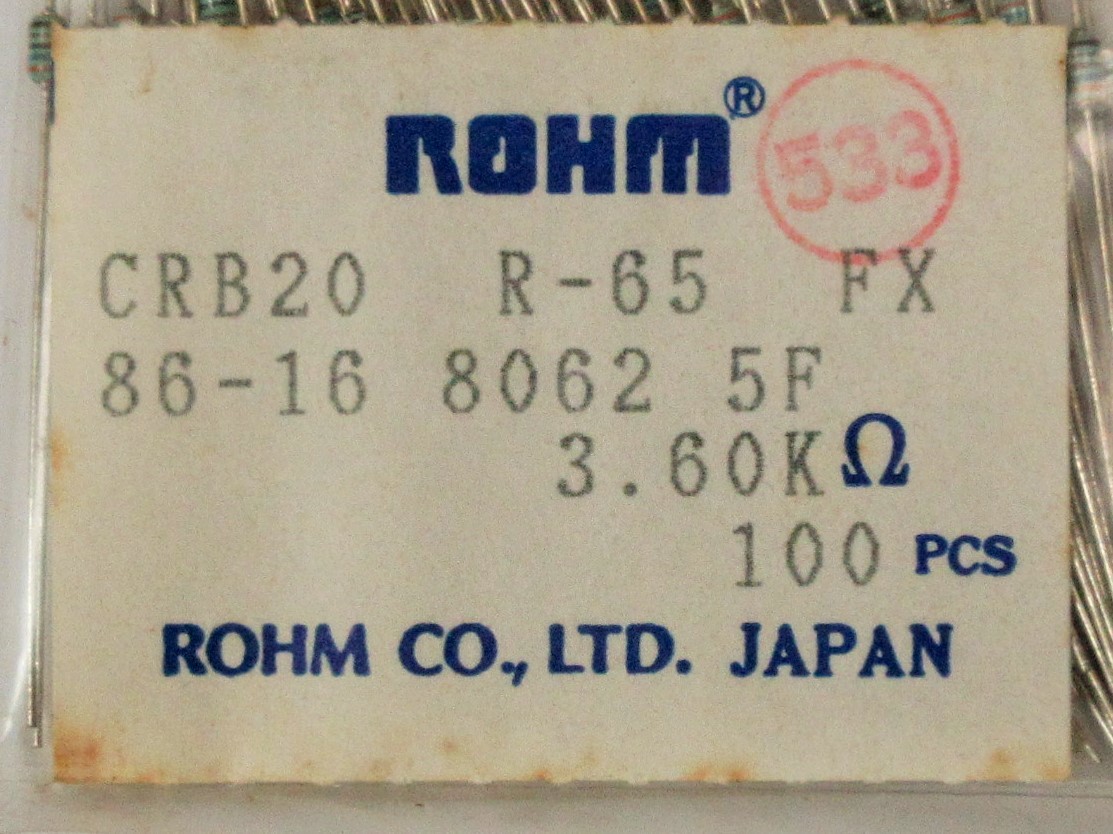 ROHM®
533
CRB20 R-65 FX
86-16 8062 5F
3.60KΩ
100 PCS
ROHM CO., LTD. JAPAN